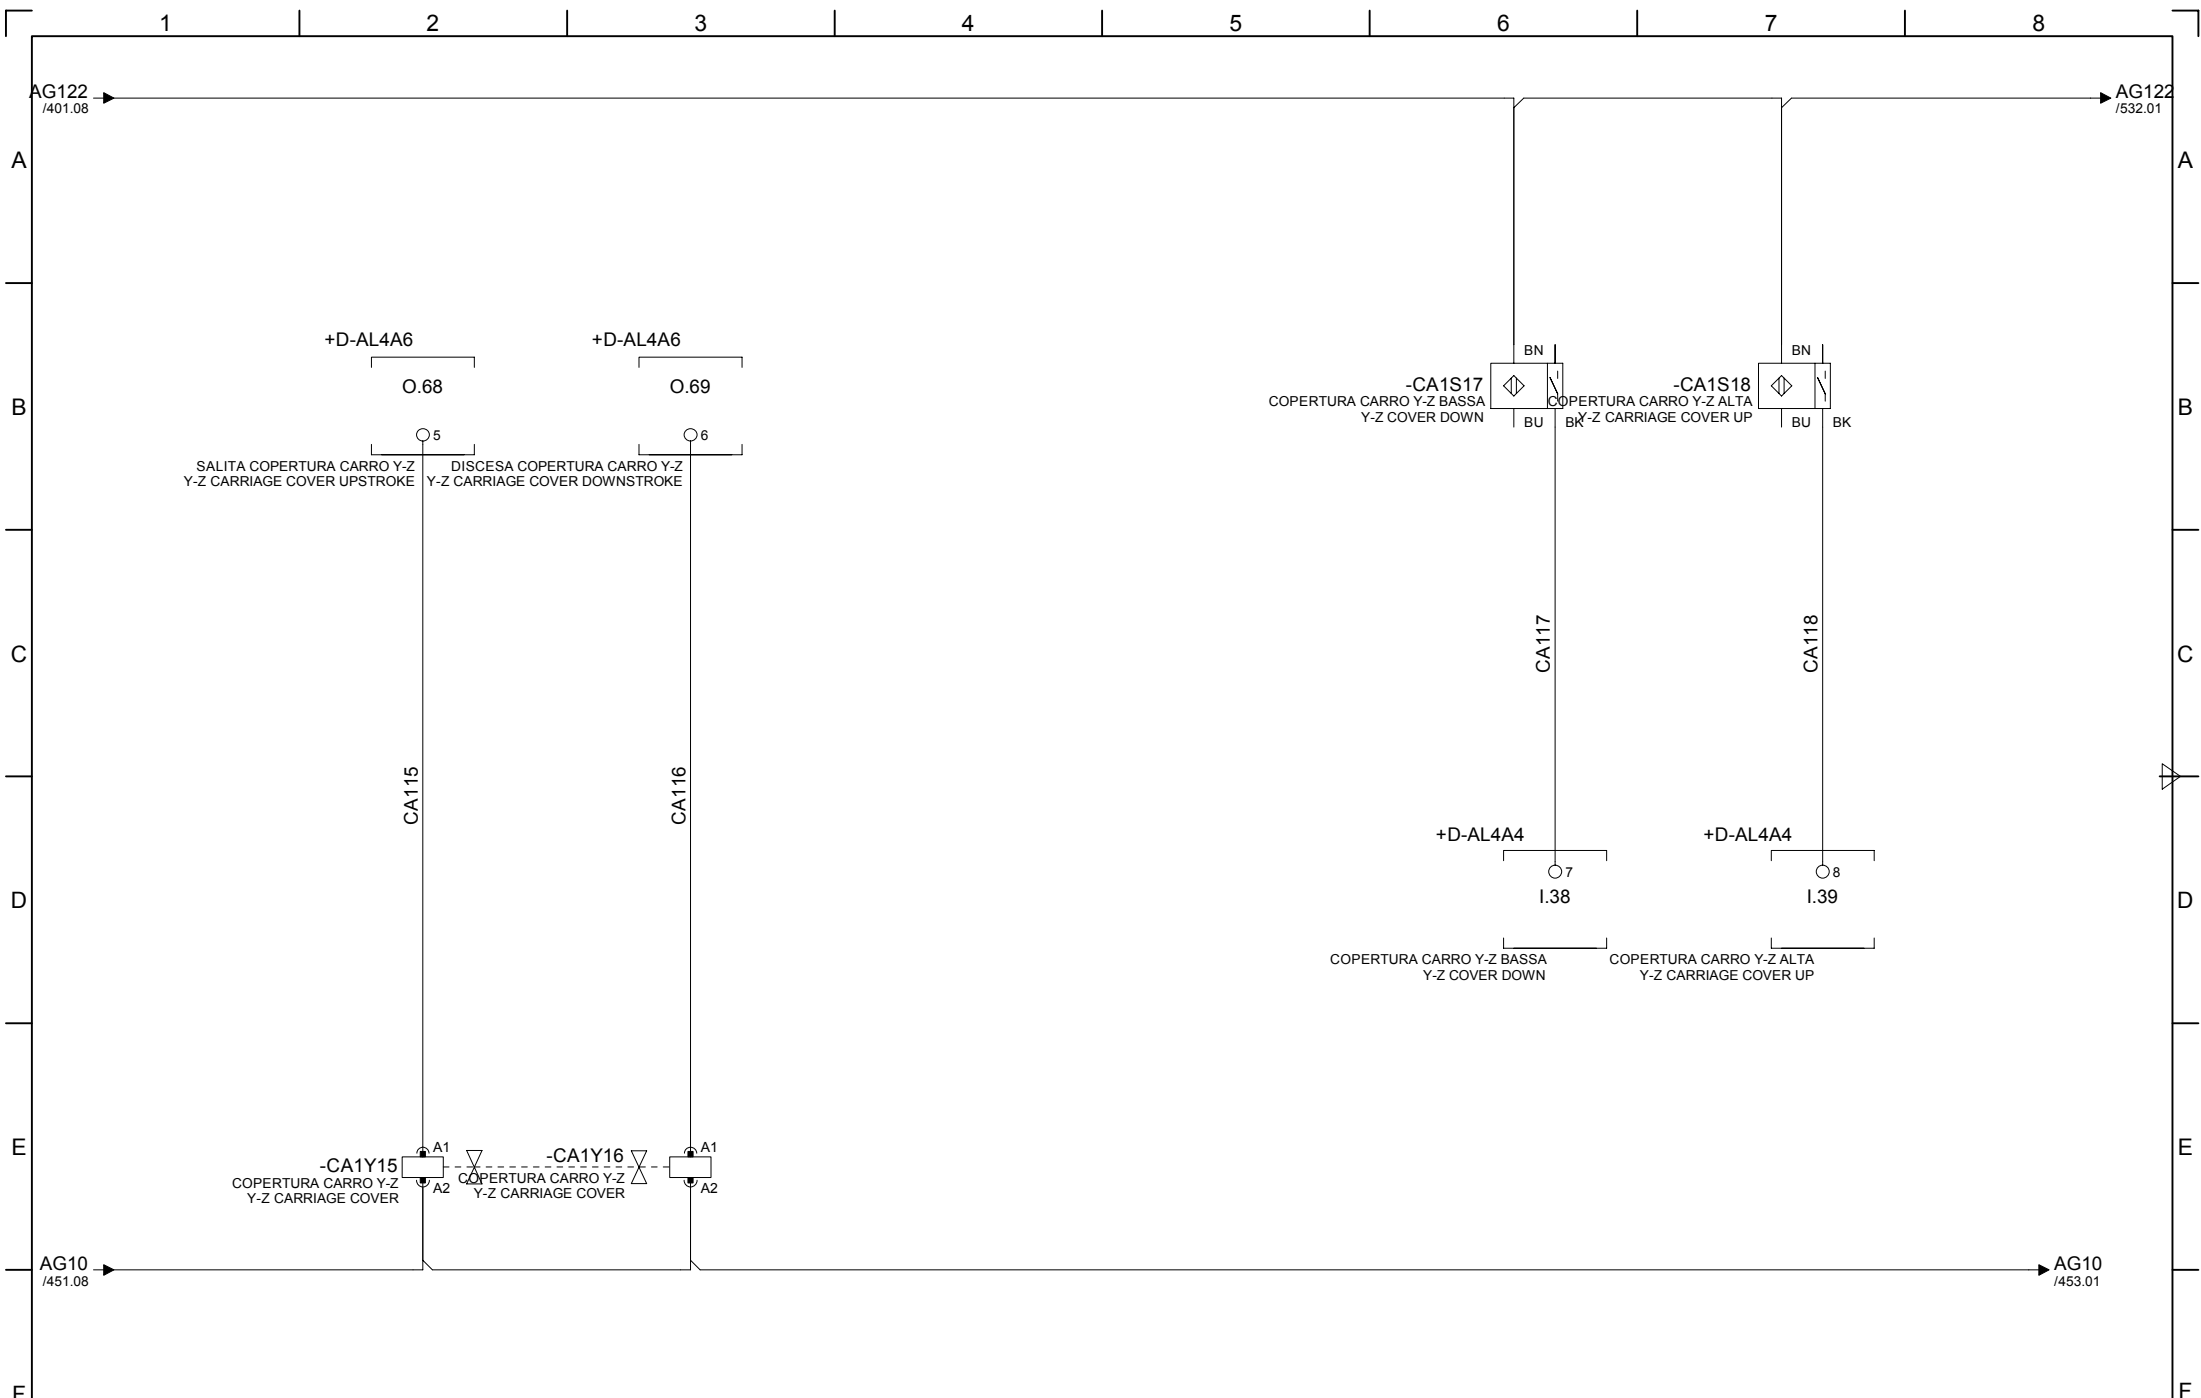 1 2 3 4 5 6 7 8
AG122
/401.08
AG122
/532.01
A A
+D-AL4A6
O.68
5
SALITA COPERTURA CARRO Y-Z
Y-Z CARRIAGE COVER UPSTROKE
+D-AL4A6
O.69
6
DISCESA COPERTURA CARRO Y-Z
Y-Z CARRIAGE COVER DOWNSTROKE
BN
-CA1S17
COPERTURA CARRO Y-Z BASSA
Y-Z COVER DOWN
BU BK
BN
-CA1S18
COPERTURA CARRO Y-Z ALTA
Y-Z CARRIAGE COVER UP
BU BK
B B
CA117
CA118
C C
CA115
CA116
+D-AL4A4
7
I.38
COPERTURA CARRO Y-Z BASSA
Y-Z COVER DOWN
+D-AL4A4
8
I.39
COPERTURA CARRO Y-Z ALTA
Y-Z CARRIAGE COVER UP
D D
E E
A1
-CA1Y15
A2
COPERTURA CARRO Y-Z
Y-Z CARRIAGE COVER
A1
-CA1Y16
A2
COPERTURA CARRO Y-Z
Y-Z CARRIAGE COVER
AG10
/451.08
AG10
/453.01
F F